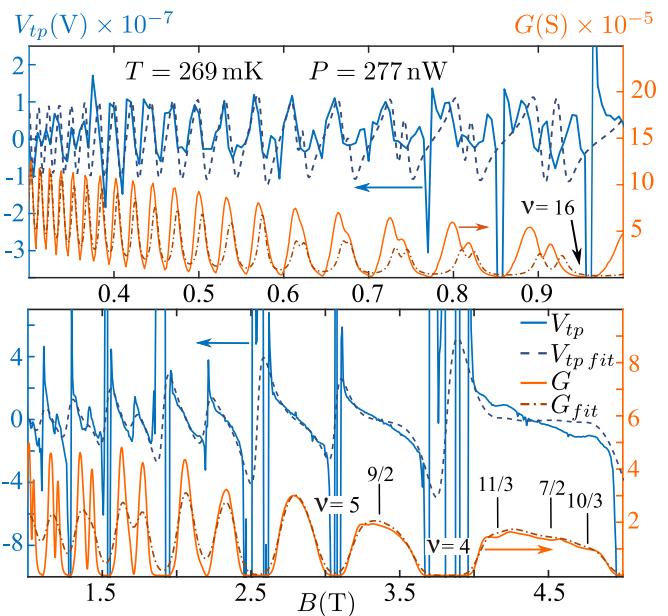 V_tp(V) × 10⁻⁷ G(S) × 10⁻⁵
T = 269 mK P = 277 nW
2
1
0
-1
-2
-3
20
15
10
5
ν = 16
0.4 0.5 0.6 0.7 0.8 0.9
4
0
-4
-8
V_tp
V_tp fit
G
G_fit
8
6
4
2
9/2
ν = 5
11/3 7/2 10/3
ν = 4
1.5 2.5 3.5 4.5
B(T)